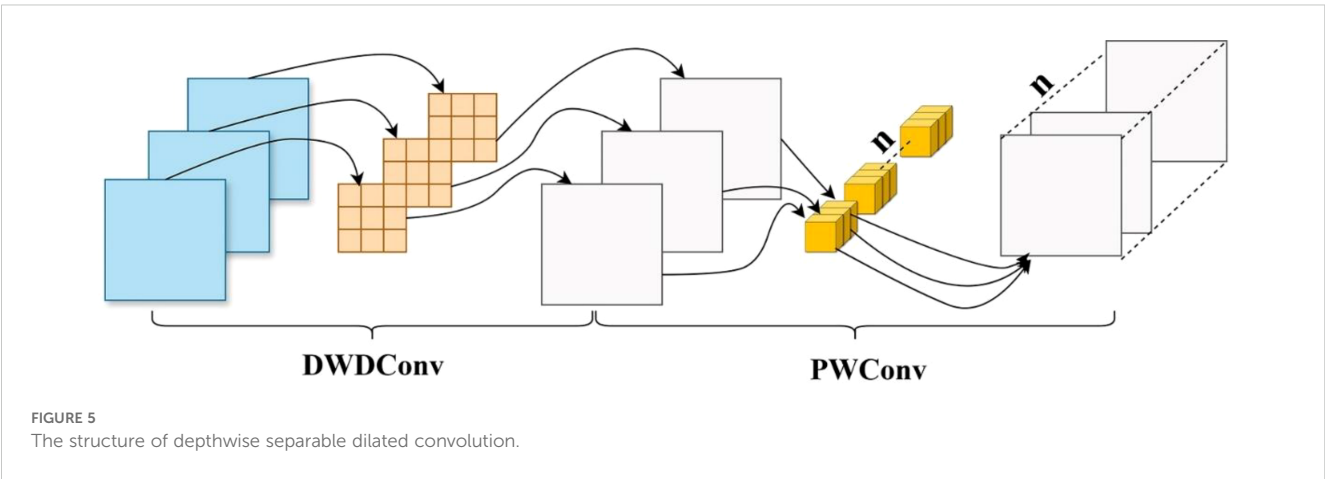 n
n
DWDConv
PWConv
FIGURE 5
The structure of depthwise separable dilated convolution.